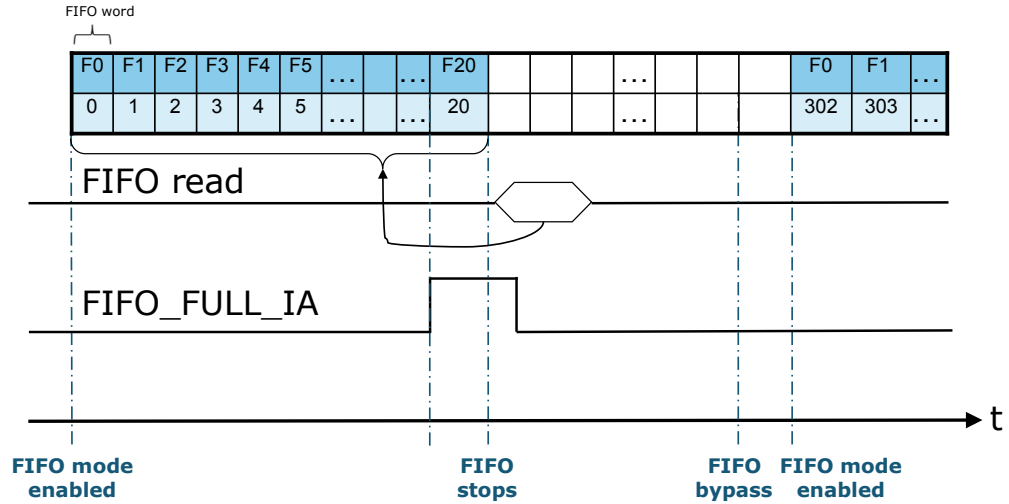 FIFO word
F0 F1 F2 F3 F4 F5 ... ... F20 ... F0 F1 ...
0 1 2 3 4 5 ... ... 20 ... 302 303 ...
FIFO read
FIFO_FULL_IA
t
FIFO mode enabled
FIFO stops
FIFO bypass
FIFO mode enabled